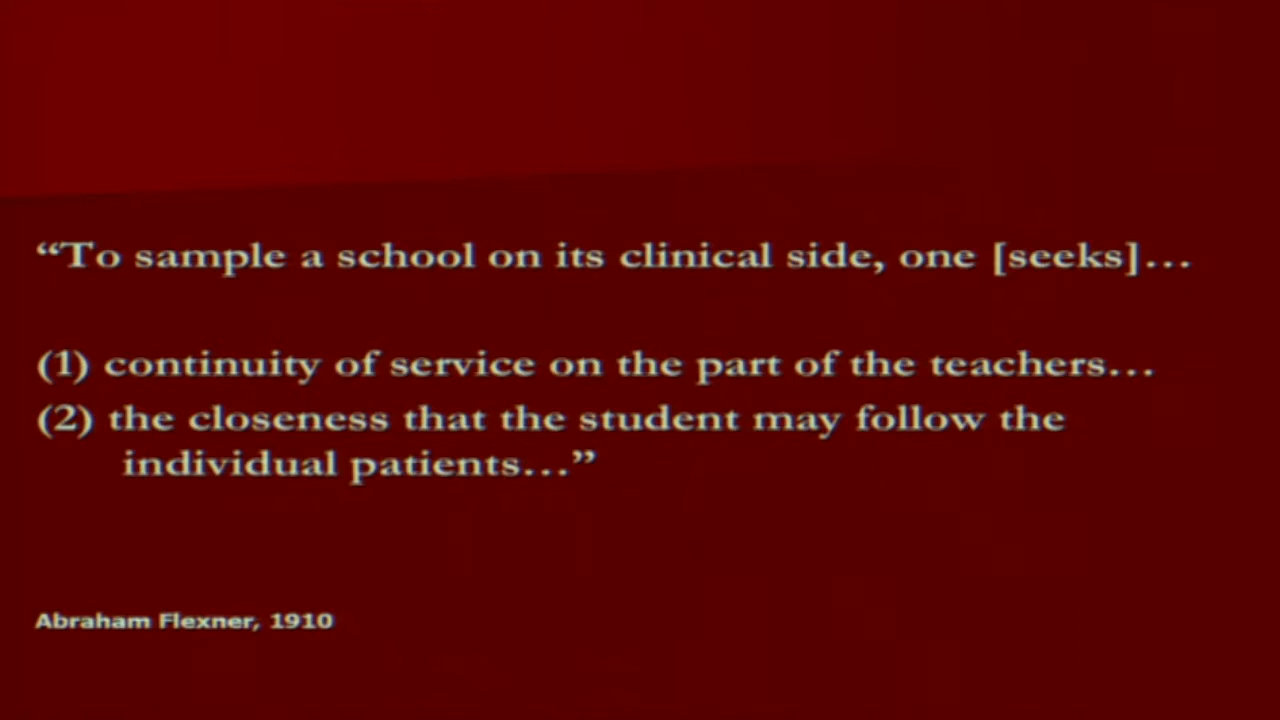 “To sample a school on its clinical side, one [seeks]…
(1) continuity of service on the part of the teachers…
(2) the closeness that the student may follow the
individual patients…”
Abraham Flexner, 1910